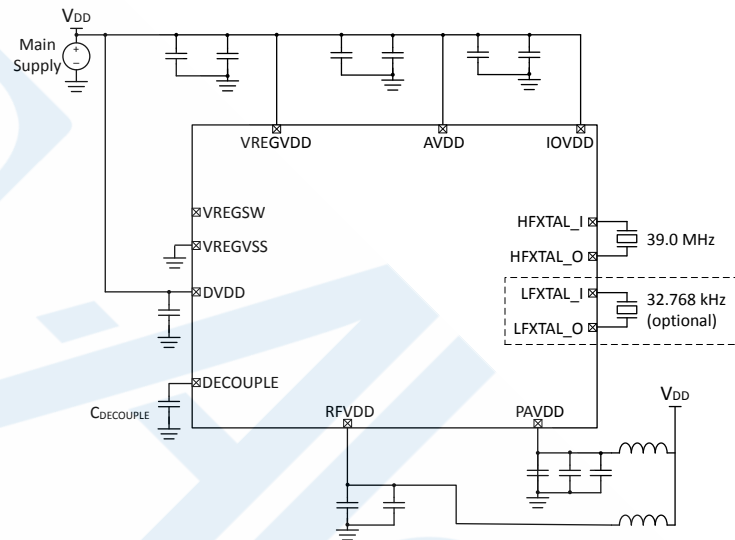 VDD
Main
Supply
+
−
VREGVDD
AVDD
IOVDD
VREGSW
VREGVSS
DVDD
DECOUPLE
CDECOUPLE
HFXTAL_I
39.0 MHz
HFXTAL_O
LFXTAL_I
32.768 kHz
(optional)
LFXTAL_O
RFVDD
PAVDD
VDD